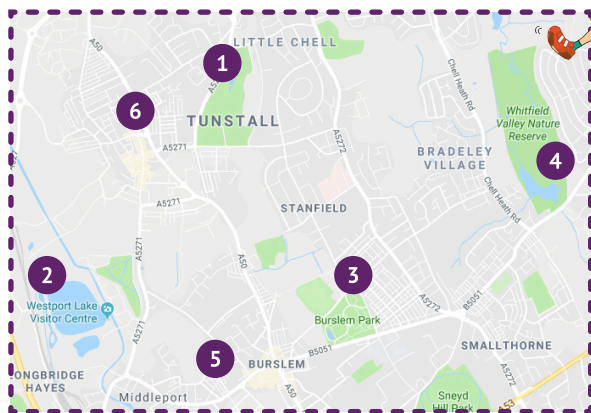 A50
LITTLE CHELL
1
Chell Heath Rd
6
TUNSTALL
A5272
Whitfield
Valley Nature
Reserve
A5271
BRADELEY
VILLAGE
4
Chell Heath Rd
A5271
STANFIELD
A5271
A50
2
3
Westport Lake
Visitor Centre
A5272
B5051
Burslem Park
A5271
B5051
5
BURSLEM
SMALLTHORNE
A5272
ONGBRIDGE
HAYES
Middleport
A50
Sneyd
Hill Park
A53